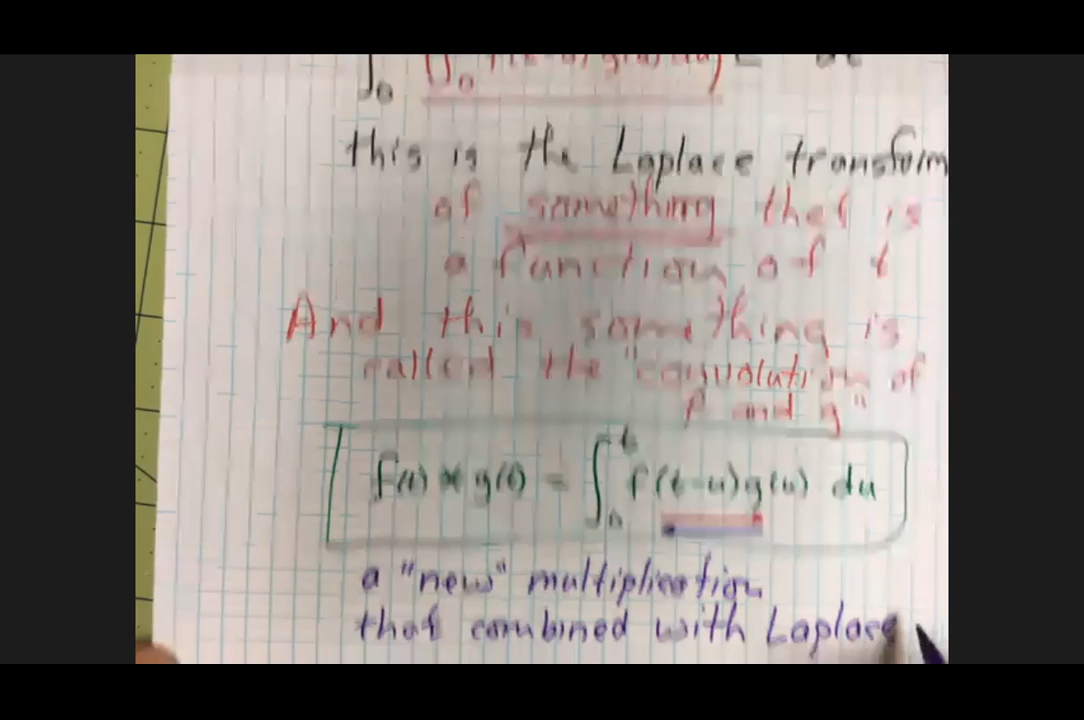 this is the Laplace transform
of something that is
a function of t
And this something is
called the "convolution of
f and g"
f(t) * g(t) = ∫₀ᵗ f(t-u)g(u) du
a "new" multiplication
that combined with Laplace